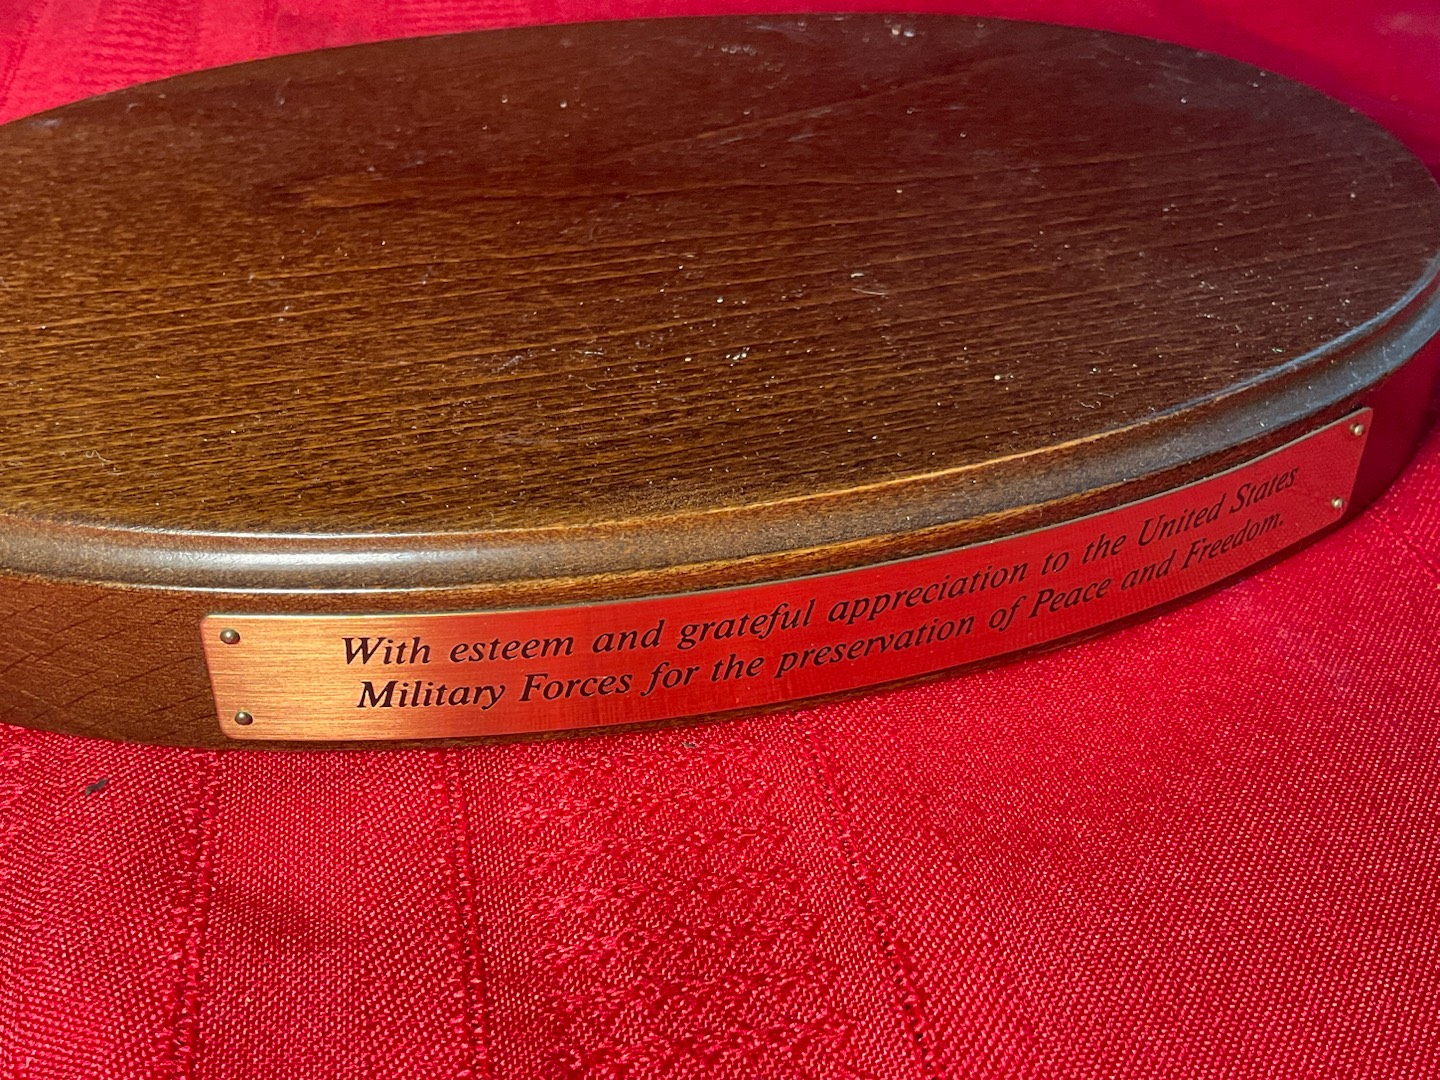 With esteem and grateful appreciation to the United States
Military Forces for the preservation of Peace and Freedom.